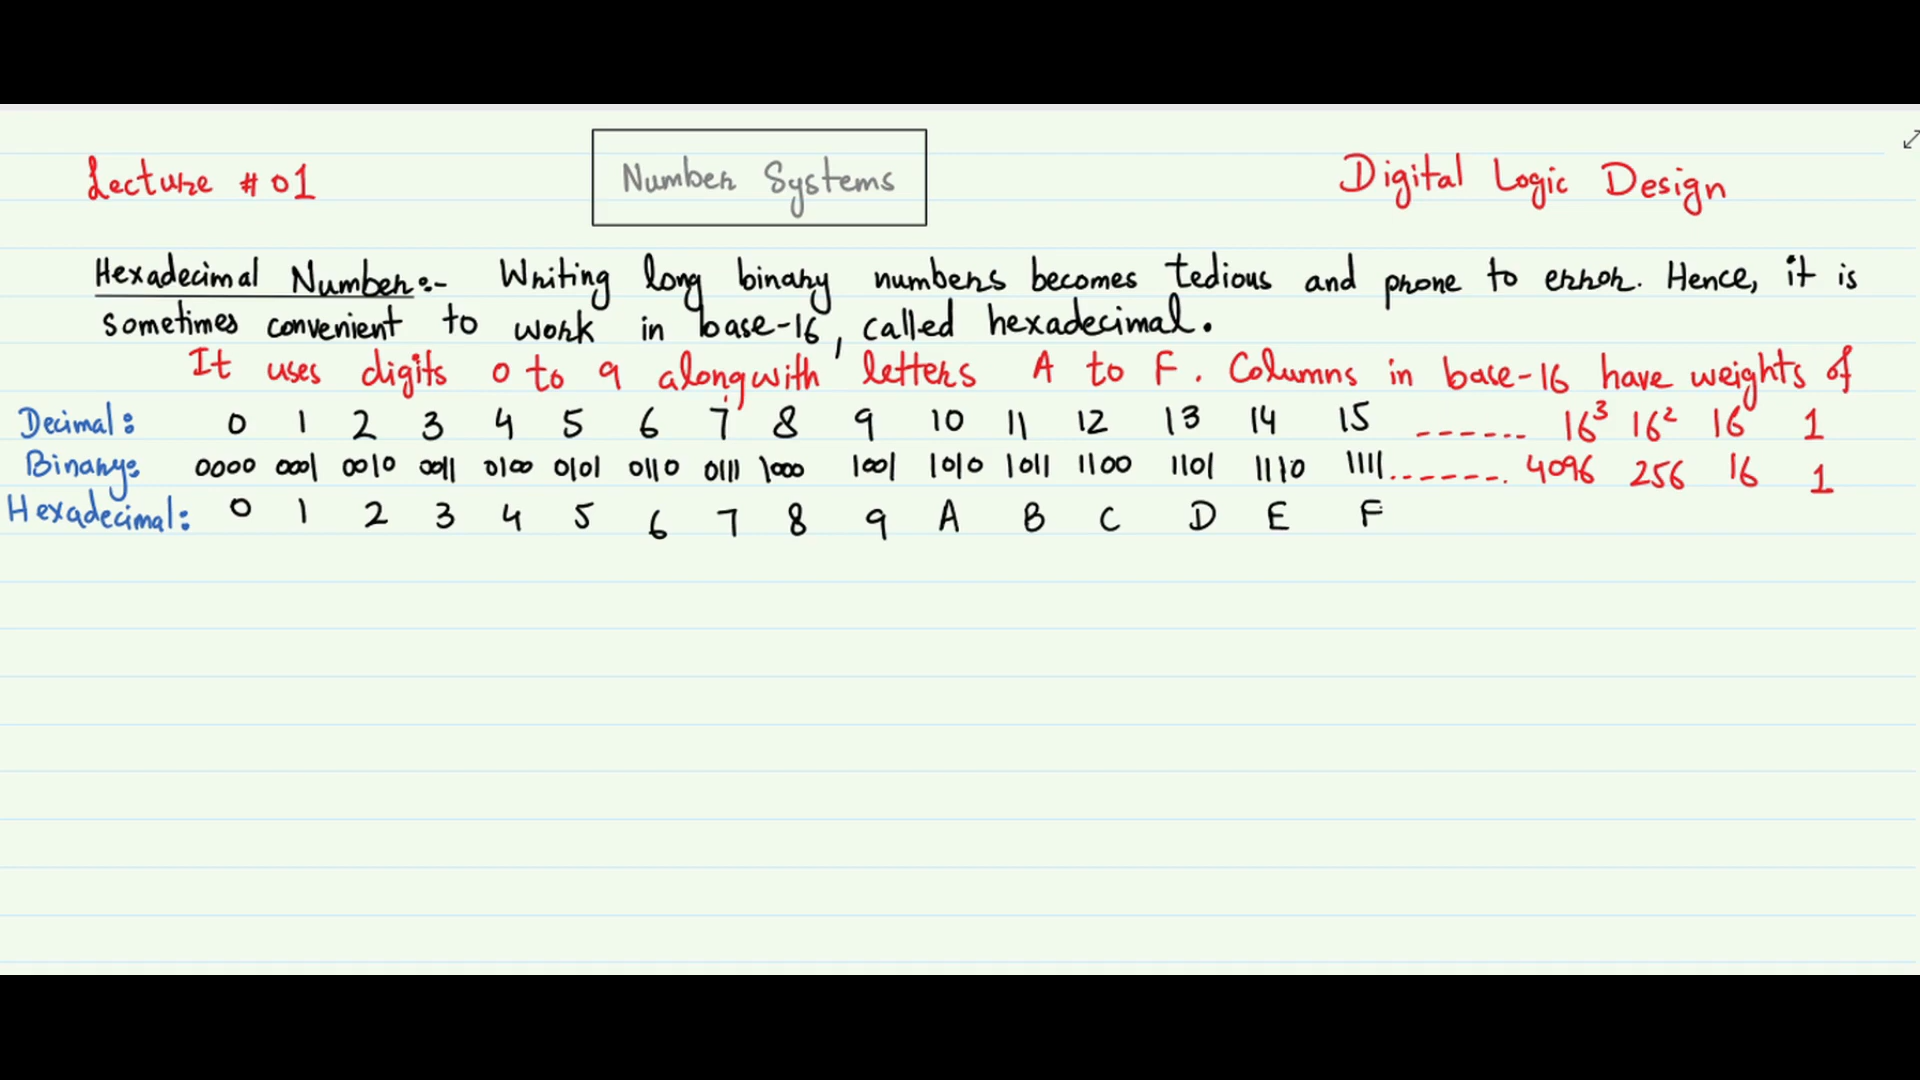 Lecture # 01
Number Systems
Digital Logic Design
Hexadecimal Number:- Writing long binary numbers becomes tedious and prone to error. Hence, it is
sometimes convenient to work in base-16, called hexadecimal.
It uses digits 0 to 9 alongwith letters A to F. Columns in base-16 have weights of
Decimal: 0 1 2 3 4 5 6 7 8 9 10 11 12 13 14 15 ------ 16³ 16² 16 1
Binary: 0000 0001 0010 0011 0100 0101 0110 0111 1000 1001 1010 1011 1100 1101 1110 1111 ------- 4096 256 16 1
Hexadecimal: 0 1 2 3 4 5 6 7 8 9 A B C D E F